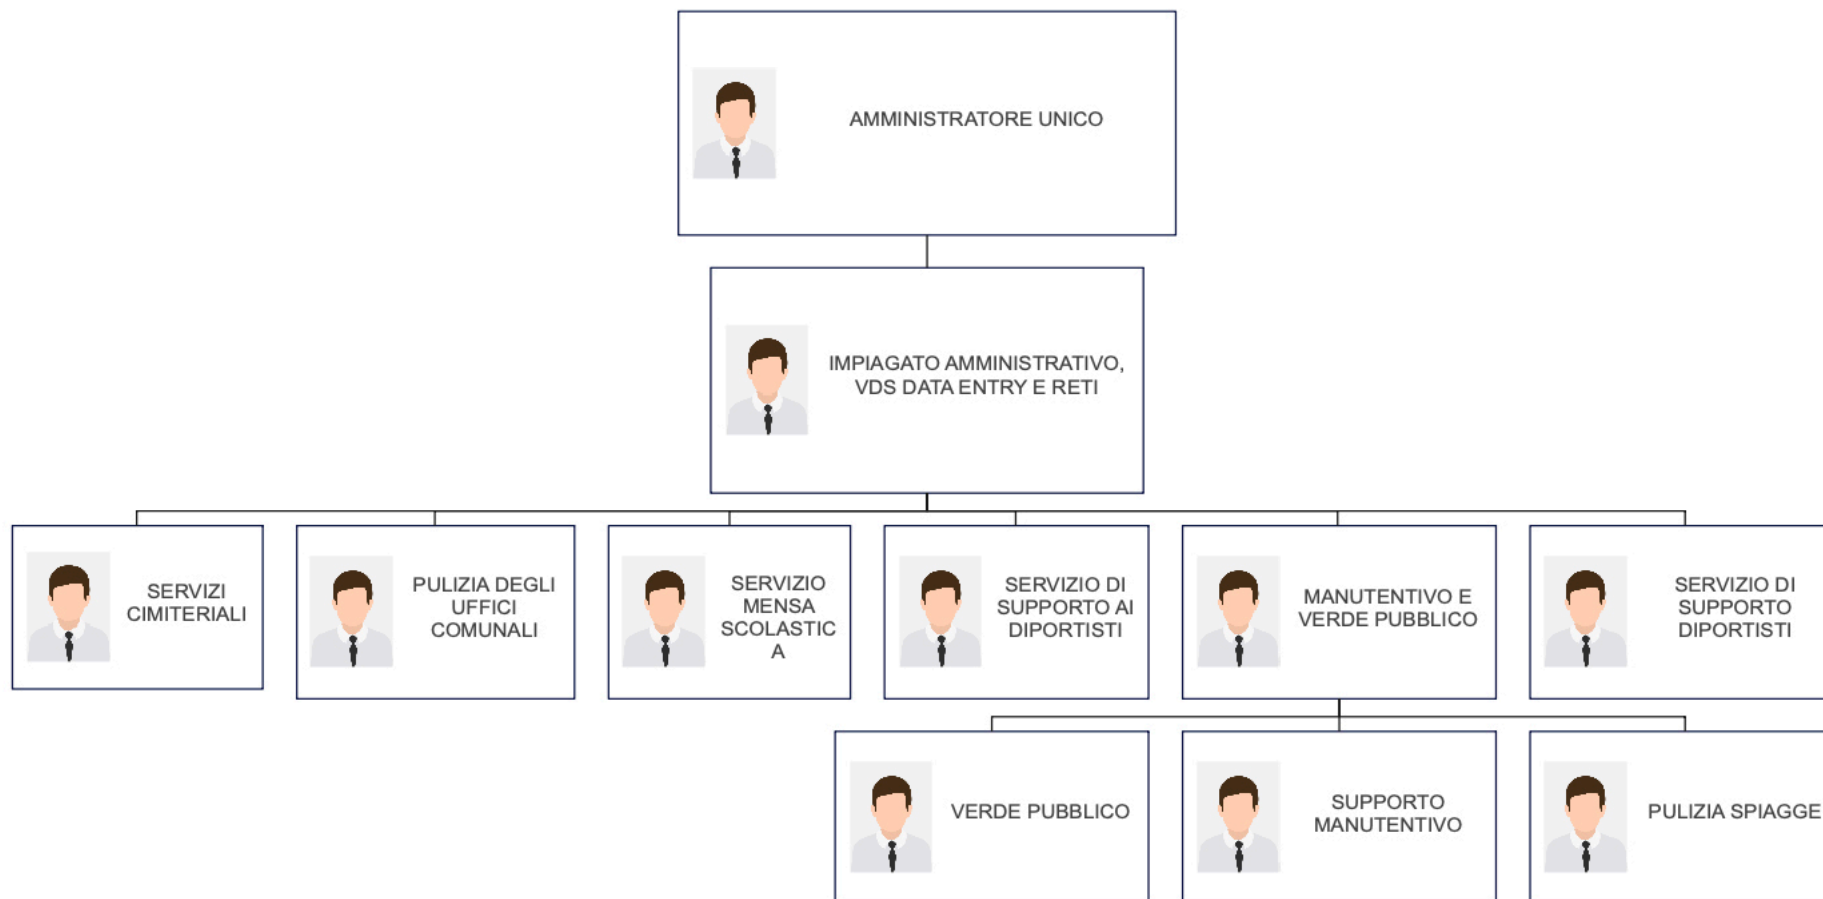 AMMINISTRATORE UNICO
IMPIAGATO AMMINISTRATIVO,
VDS DATA ENTRY E RETI
SERVIZI
CIMITERIALI
PULIZIA DEGLI
UFFICI
COMUNALI
SERVIZIO
MENSA
SCOLASTIC
A
SERVIZIO DI
SUPPORTO AI
DIPORTISTI
MANUTENTIVO E
VERDE PUBBLICO
SERVIZIO DI
SUPPORTO
DIPORTISTI
VERDE PUBBLICO
SUPPORTO
MANUTENTIVO
PULIZIA SPIAGGE